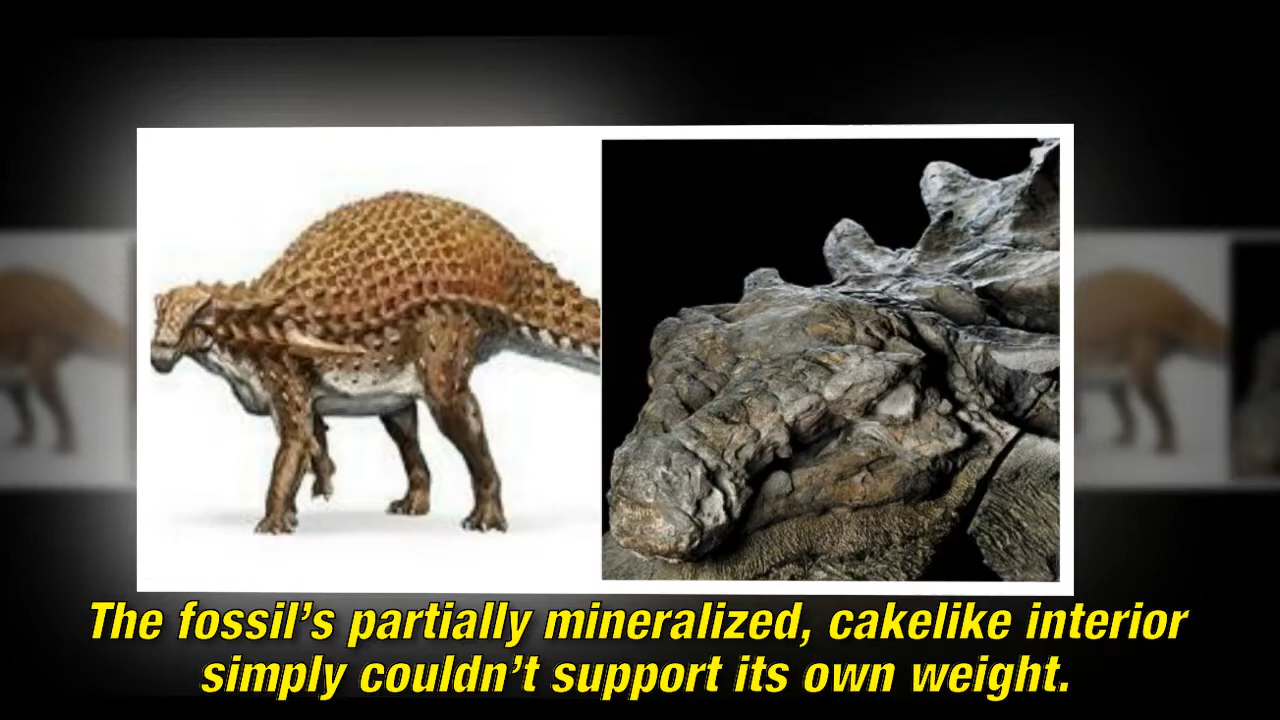 The fossil’s partially mineralized, cakelike interior
simply couldn’t support its own weight.